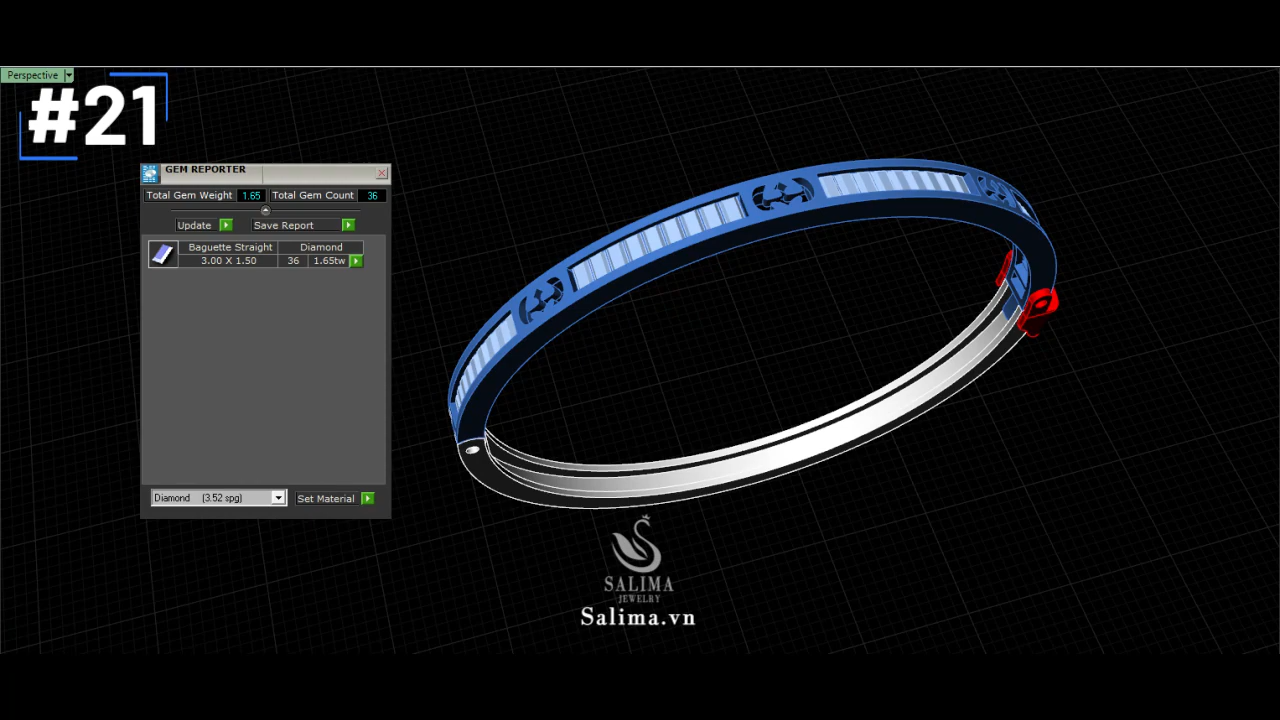 Perspective
#21
GEM REPORTER
Total Gem Weight 1.65 Total Gem Count 36
Update Save Report
Baguette Straight Diamond
3.00 X 1.50 36 1.65tw
Diamond (3.52 spg) Set Material
SALIMA
JEWELRY
Salima.vn